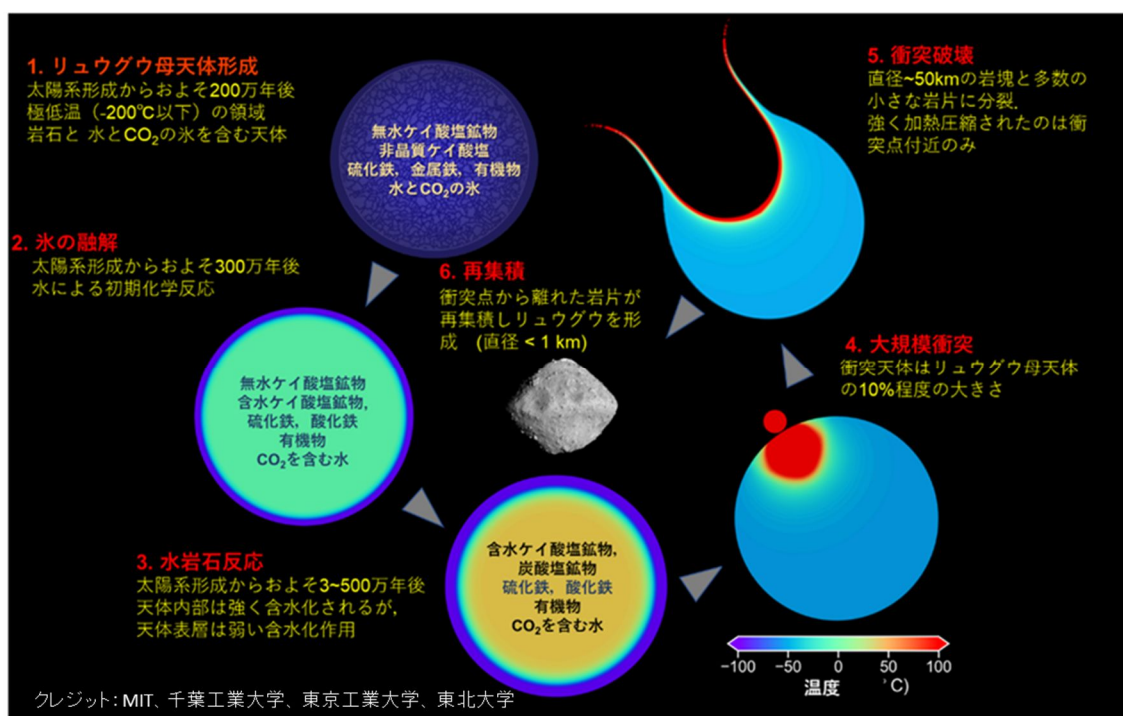 1. リュウグウ母天体形成
太陽系形成からおよそ200万年後
極低温（-200℃以下）の領域
岩石と 水とCO₂の氷を含む天体
無水ケイ酸塩鉱物
非晶質ケイ酸塩
硫化鉄，金属鉄，有機物
水とCO₂の氷
2. 氷の融解
太陽系形成からおよそ300万年後
水による初期化学反応
無水ケイ酸塩鉱物
含水ケイ酸塩鉱物，
硫化鉄，酸化鉄
有機物
CO₂を含む水
3. 水岩石反応
太陽系形成からおよそ3~500万年後
天体内部は強く含水化されるが，
天体表層は弱い含水化作用
含水ケイ酸塩鉱物，
炭酸塩鉱物
硫化鉄，酸化鉄
有機物
CO₂を含む水
4. 大規模衝突
衝突天体はリュウグウ母天体
の10%程度の大きさ
5. 衝突破壊
直径~50kmの岩塊と多数の
小さな岩片に分裂．
強く加熱圧縮されたのは衝
突点付近のみ
6. 再集積
衝突点から離れた岩片が
再集積しリュウグウを形
成 (直径 < 1 km)
−100 −50 0 50 100
温度 ﾟC)
クレジット：MIT、千葉工業大学、東京工業大学、東北大学